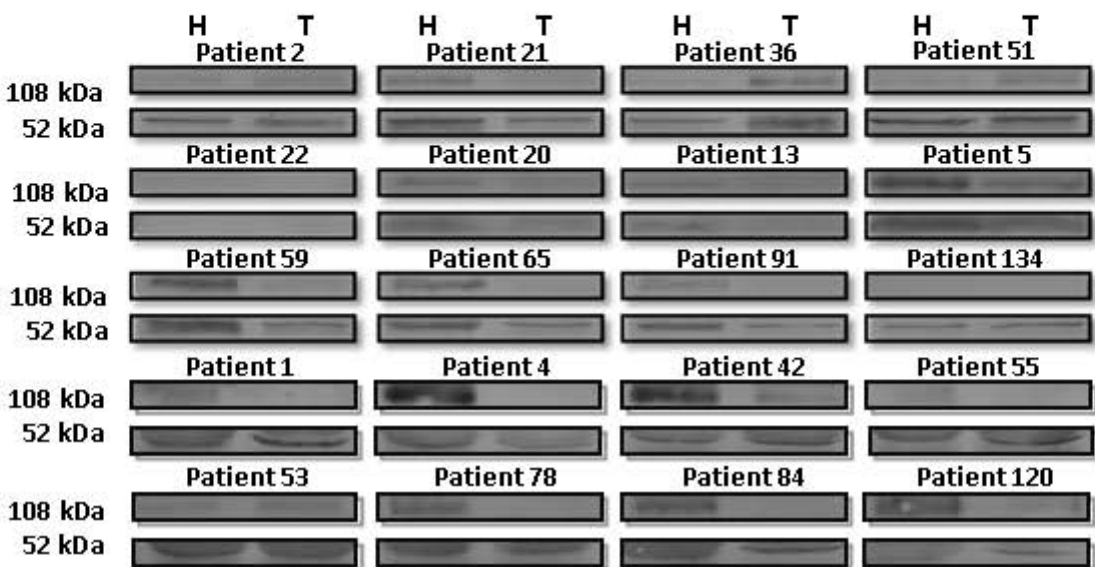 H T H T H T H T
Patient 2 Patient 21 Patient 36 Patient 51
108 kDa
52 kDa
Patient 22 Patient 20 Patient 13 Patient 5
108 kDa
52 kDa
Patient 59 Patient 65 Patient 91 Patient 134
108 kDa
52 kDa
Patient 1 Patient 4 Patient 42 Patient 55
108 kDa
52 kDa
Patient 53 Patient 78 Patient 84 Patient 120
108 kDa
52 kDa